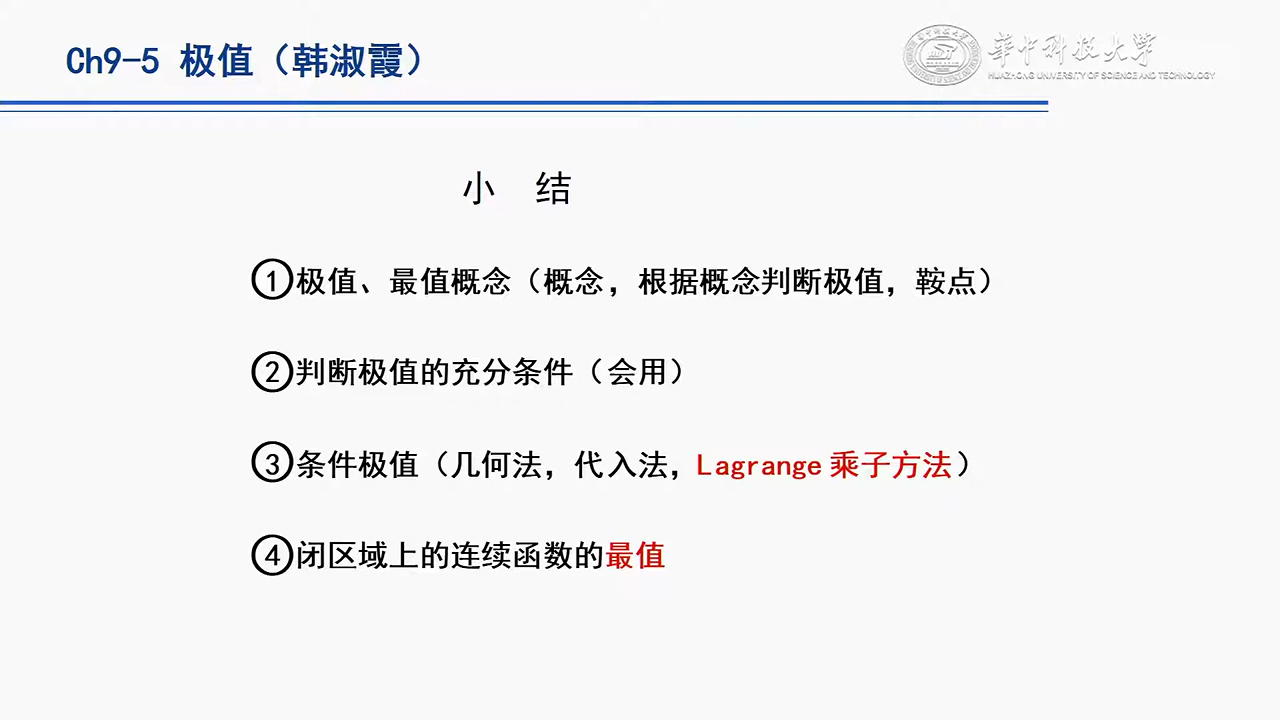 Ch9-5 极值（韩淑霞）
華中科技大学
HUAZHONG UNIVERSITY OF SCIENCE AND TECHNOLOGY
小 结
①极值、最值概念（概念，根据概念判断极值，鞍点）
②判断极值的充分条件（会用）
③条件极值（几何法，代入法，Lagrange 乘子方法）
④闭区域上的连续函数的最值